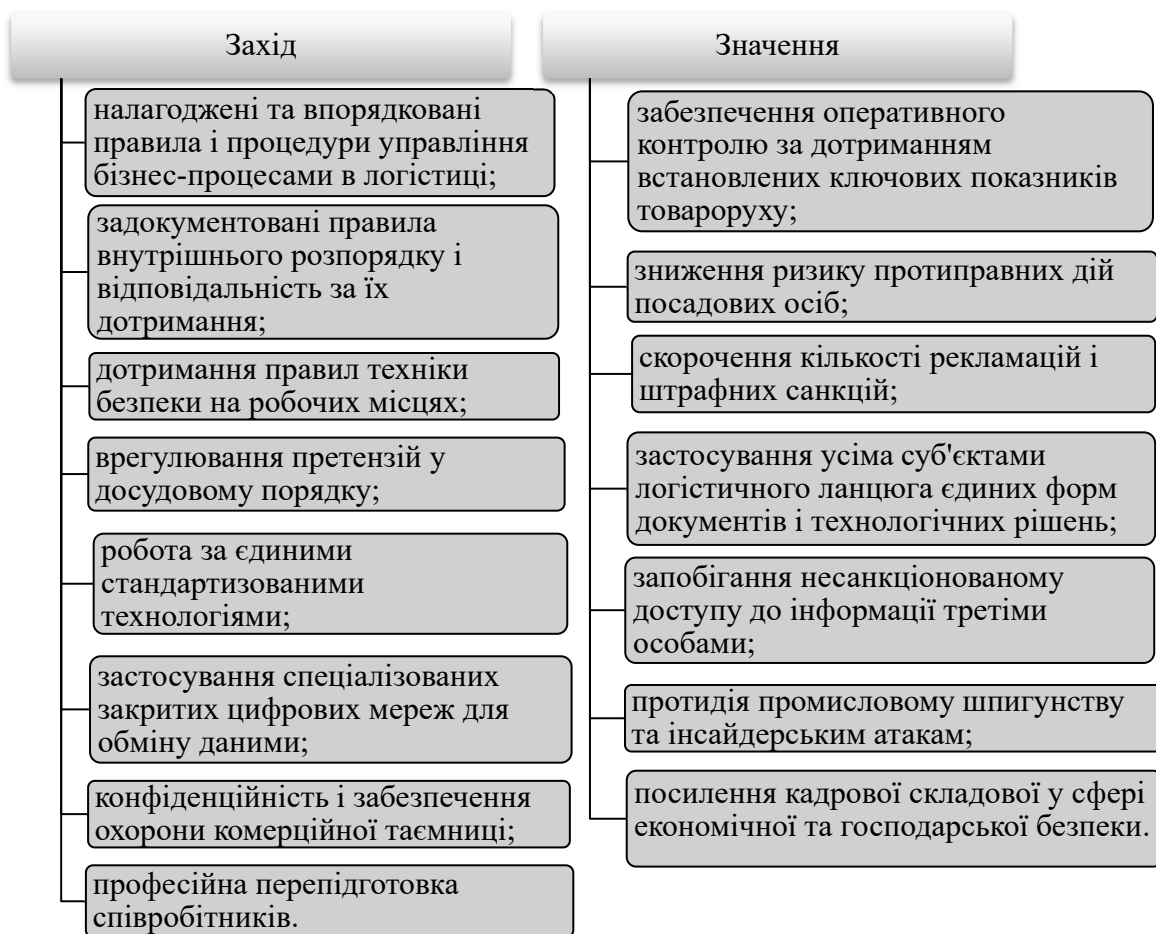 Захід
налагоджені та впорядковані
правила і процедури управління
бізнес-процесами в логістиці;
задокументовані правила
внутрішнього розпорядку і
відповідальність за їх
дотримання;
дотримання правил техніки
безпеки на робочих місцях;
врегулювання претензій у
досудовому порядку;
робота за єдиними
стандартизованими
технологіями;
застосування спеціалізованих
закритих цифрових мереж для
обміну даними;
конфіденційність і забезпечення
охорони комерційної таємниці;
професійна перепідготовка
співробітників.
Значення
забезпечення оперативного
контролю за дотриманням
встановлених ключових показників
товароруху;
зниження ризику протиправних дій
посадових осіб;
скорочення кількості рекламацій і
штрафних санкцій;
застосування усіма суб'єктами
логістичного ланцюга єдиних форм
документів і технологічних рішень;
запобігання несанкціонованому
доступу до інформації третіми
особами;
протидія промисловому шпигунству
та інсайдерським атакам;
посилення кадрової складової у сфері
економічної та господарської безпеки.